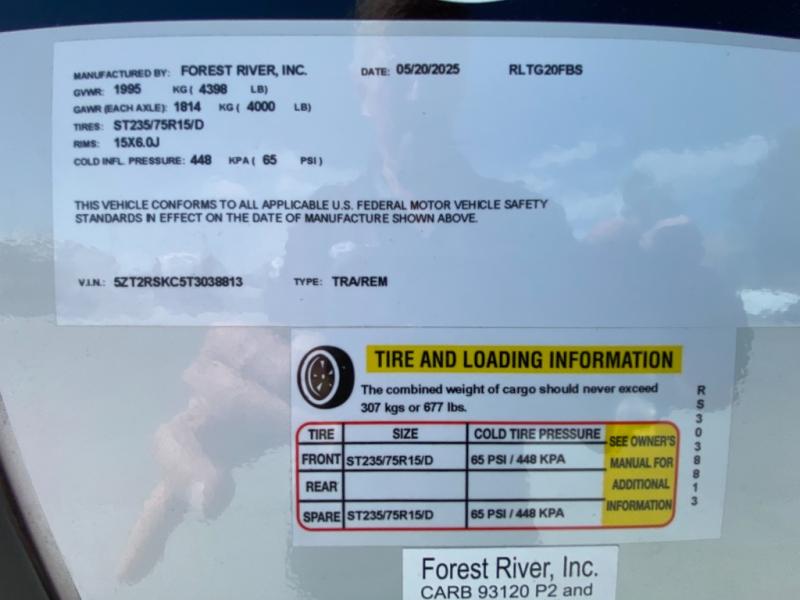 MANUFACTURED BY: FOREST RIVER, INC. DATE: 05/20/2025 RLTG20FBS
GVWR: 1995 KG ( 4398 LB)
GAWR (EACH AXLE): 1814 KG ( 4000 LB)
TIRES: ST235/75R15/D
RIMS: 15X6.0J
COLD INFL. PRESSURE: 448 KPA ( 65 PSI )
THIS VEHICLE CONFORMS TO ALL APPLICABLE U.S. FEDERAL MOTOR VEHICLE SAFETY
STANDARDS IN EFFECT ON THE DATE OF MANUFACTURE SHOWN ABOVE.
V.I.N.: 5ZT2RSKC5T3038813 TYPE: TRA/REM
TIRE AND LOADING INFORMATION
The combined weight of cargo should never exceed
307 kgs or 677 lbs.
TIRE SIZE COLD TIRE PRESSURE
FRONT ST235/75R15/D 65 PSI / 448 KPA
REAR
SPARE ST235/75R15/D 65 PSI / 448 KPA
SEE OWNER'S
MANUAL FOR
ADDITIONAL
INFORMATION
RS3038813
Forest River, Inc.
CARB 93120 P2 and